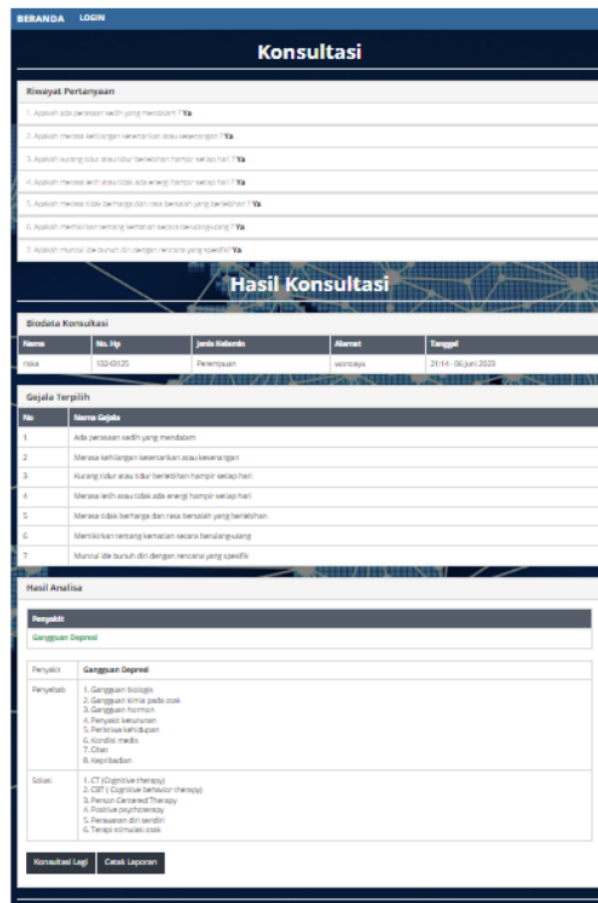 BERANDA LOGIN
Konsultasi
Riwayat Pertanyaan
1. Apakah ada perasaan sedih yang mendalam ? Ya
2. Apakah merasa kehilangan ketertarikan atau kesenangan ? Ya
3. Apakah kurang tidur atau tidur berlebihan hampir setiap hari ? Ya
4. Apakah merasa letih atau tidak ada energi hampir setiap hari ? Ya
5. Apakah merasa tidak berharga dan rasa bersalah yang berlebihan ? Ya
6. Apakah memikirkan tentang kematian secara berulang-ulang ? Ya
7. Apakah muncul ide bunuh diri dengan rencana yang spesifik? Ya
Hasil Konsultasi
Biodata Konsultasi
Nama No. Hp Jenis Kelamin Alamat Tanggal
riska Perempuan 21:14 - 06 Juni 2023
Gejala Terpilih
No Nama Gejala
1 Ada perasaan sedih yang mendalam
2 Merasa kehilangan ketertarikan atau kesenangan
3 Kurang tidur atau tidur berlebihan hampir setiap hari
4 Merasa letih atau tidak ada energi hampir setiap hari
5 Merasa tidak berharga dan rasa bersalah yang berlebihan
6 Memikirkan tentang kematian secara berulang-ulang
7 Muncul ide bunuh diri dengan rencana yang spesifik
Hasil Analisa
Penyakit
Gangguan Depresi
Penyakit Gangguan Depresi
Penyebab 1. Gangguan biologis
2. Gangguan kimia pada otak
3. Gangguan hormon
4. Penyakit keturunan
5. Peristiwa kehidupan
6. Kondisi medis
7. Obat
8. Kepribadian
Solusi 1. CT (Cognitive therapy)
2. CBT ( Cognitive behavior therapy)
3. Person Centered Therapy
4. Positive psychoterapy
5. Perawatan diri sendiri
6. Terapi stimulasi otak
Konsultasi Lagi Cetak Laporan